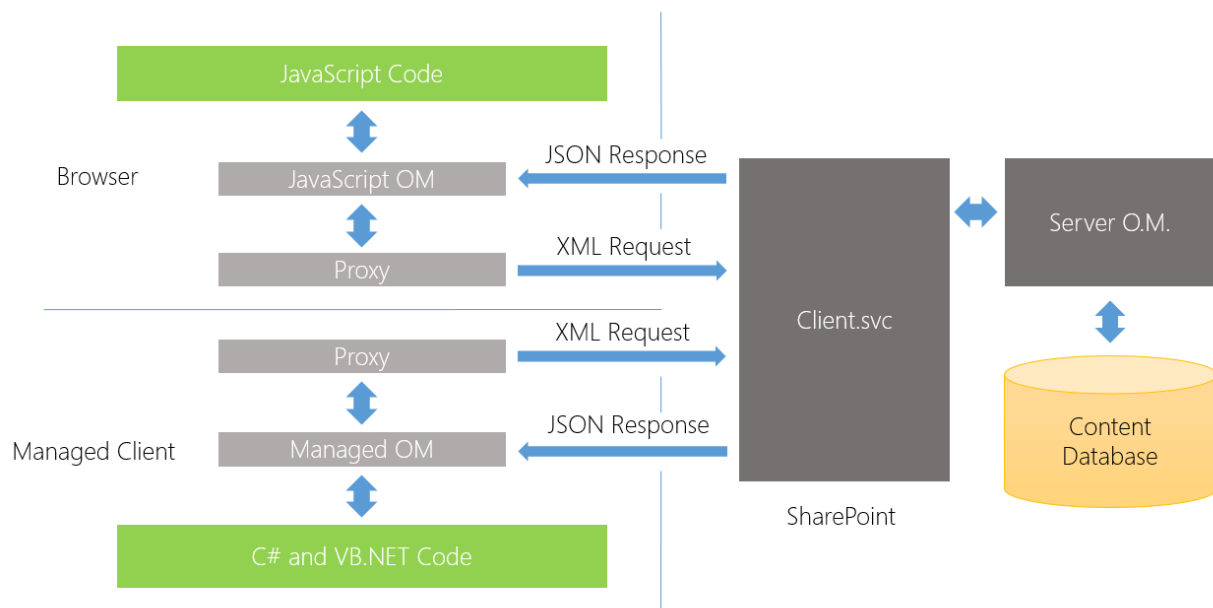 JavaScript Code
JSON Response
Browser
JavaScript OM
Server O.M.
XML Request
Proxy
Client.svc
XML Request
Proxy
JSON Response
Managed Client
Managed OM
Content
Database
SharePoint
C# and VB.NET Code